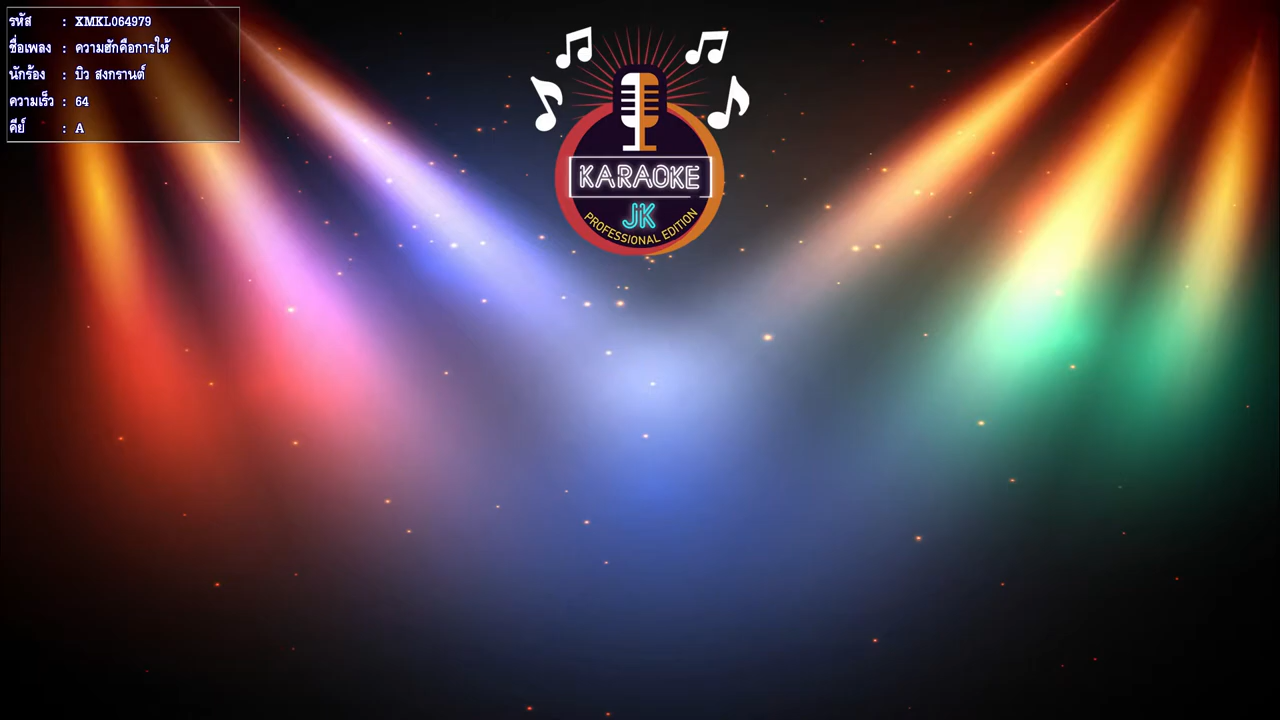 รหัส : XMKL064979
ชื่อเพลง : ความฮักคือการให้
นักร้อง : บิว สงกรานต์
ความเร็ว : 64
คีย์ : A
KARAOKE
JK
PROFESSIONAL EDITION